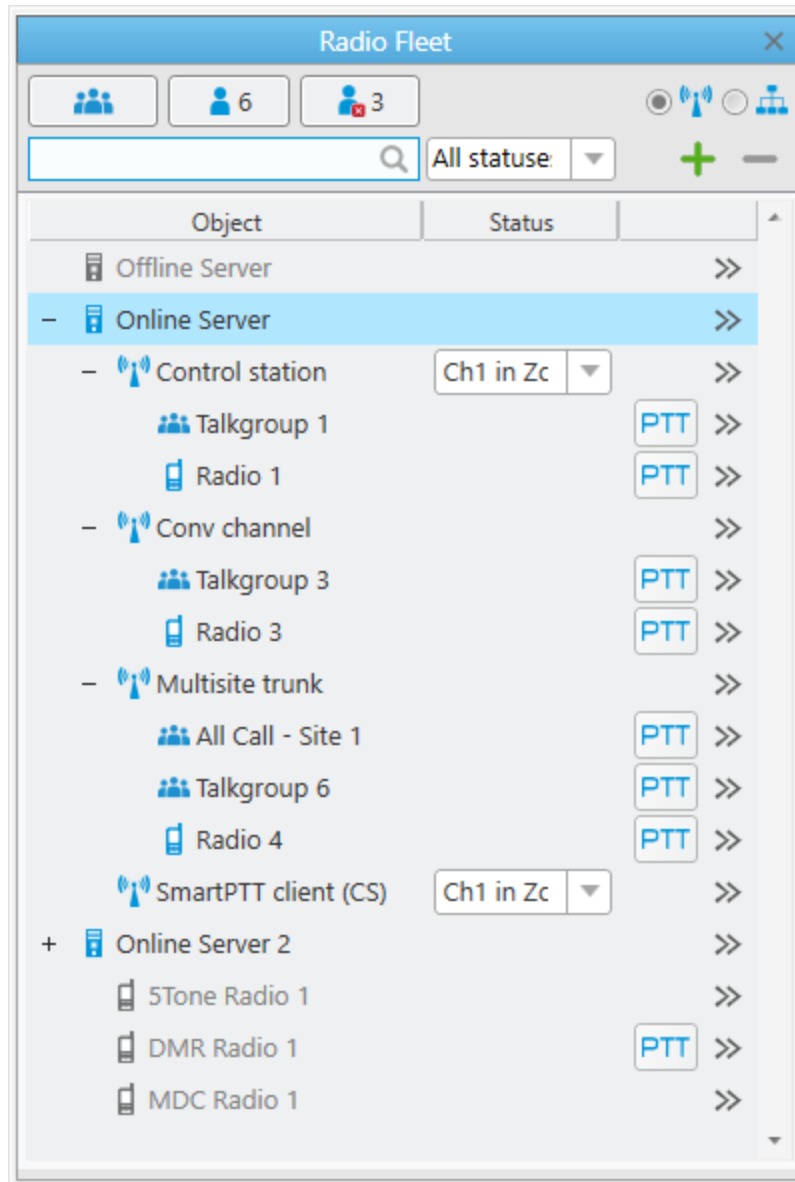 Radio Fleet
6 3
All statuse
Object Status
Offline Server
Online Server
Control station Ch1 in Zc
Talkgroup 1 PTT
Radio 1 PTT
Conv channel
Talkgroup 3 PTT
Radio 3 PTT
Multisite trunk
All Call - Site 1 PTT
Talkgroup 6 PTT
Radio 4 PTT
SmartPTT client (CS) Ch1 in Zc
Online Server 2
5Tone Radio 1
DMR Radio 1 PTT
MDC Radio 1